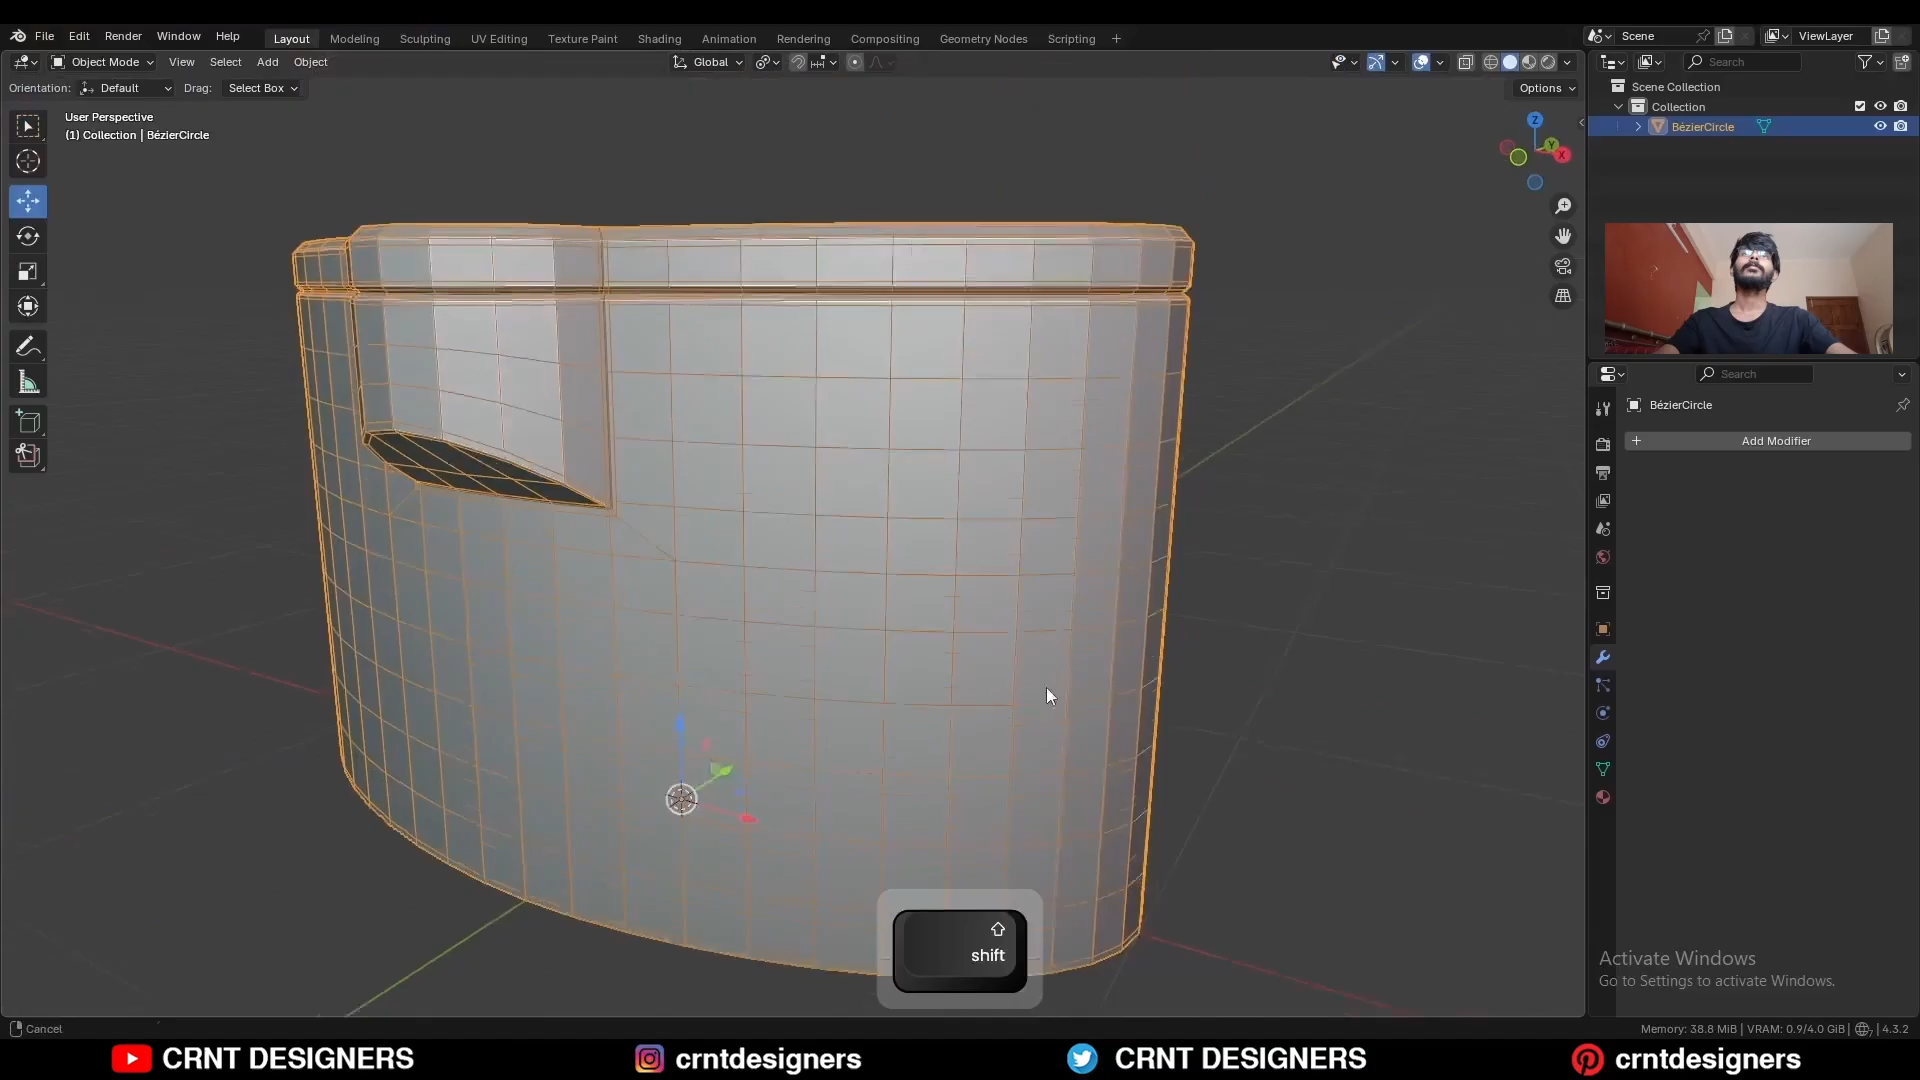 File Edit Render Window Help
Layout Modeling Sculpting UV Editing Texture Paint Shading Animation Rendering Compositing Geometry Nodes Scripting +
Scene ViewLayer
Object Mode View Select Add Object Global
Search
Orientation: Default Drag: Select Box Options
Scene Collection
Collection
BézierCircle
User Perspective
(1) Collection | BézierCircle
Z
Y
X
Search
BézierCircle
+ Add Modifier
shift
Activate Windows
Go to Settings to activate Windows.
Cancel
Memory: 38.8 MiB | VRAM: 0.9/4.0 GiB | 4.3.2
CRNT DESIGNERS crntdesigners CRNT DESIGNERS crntdesigners